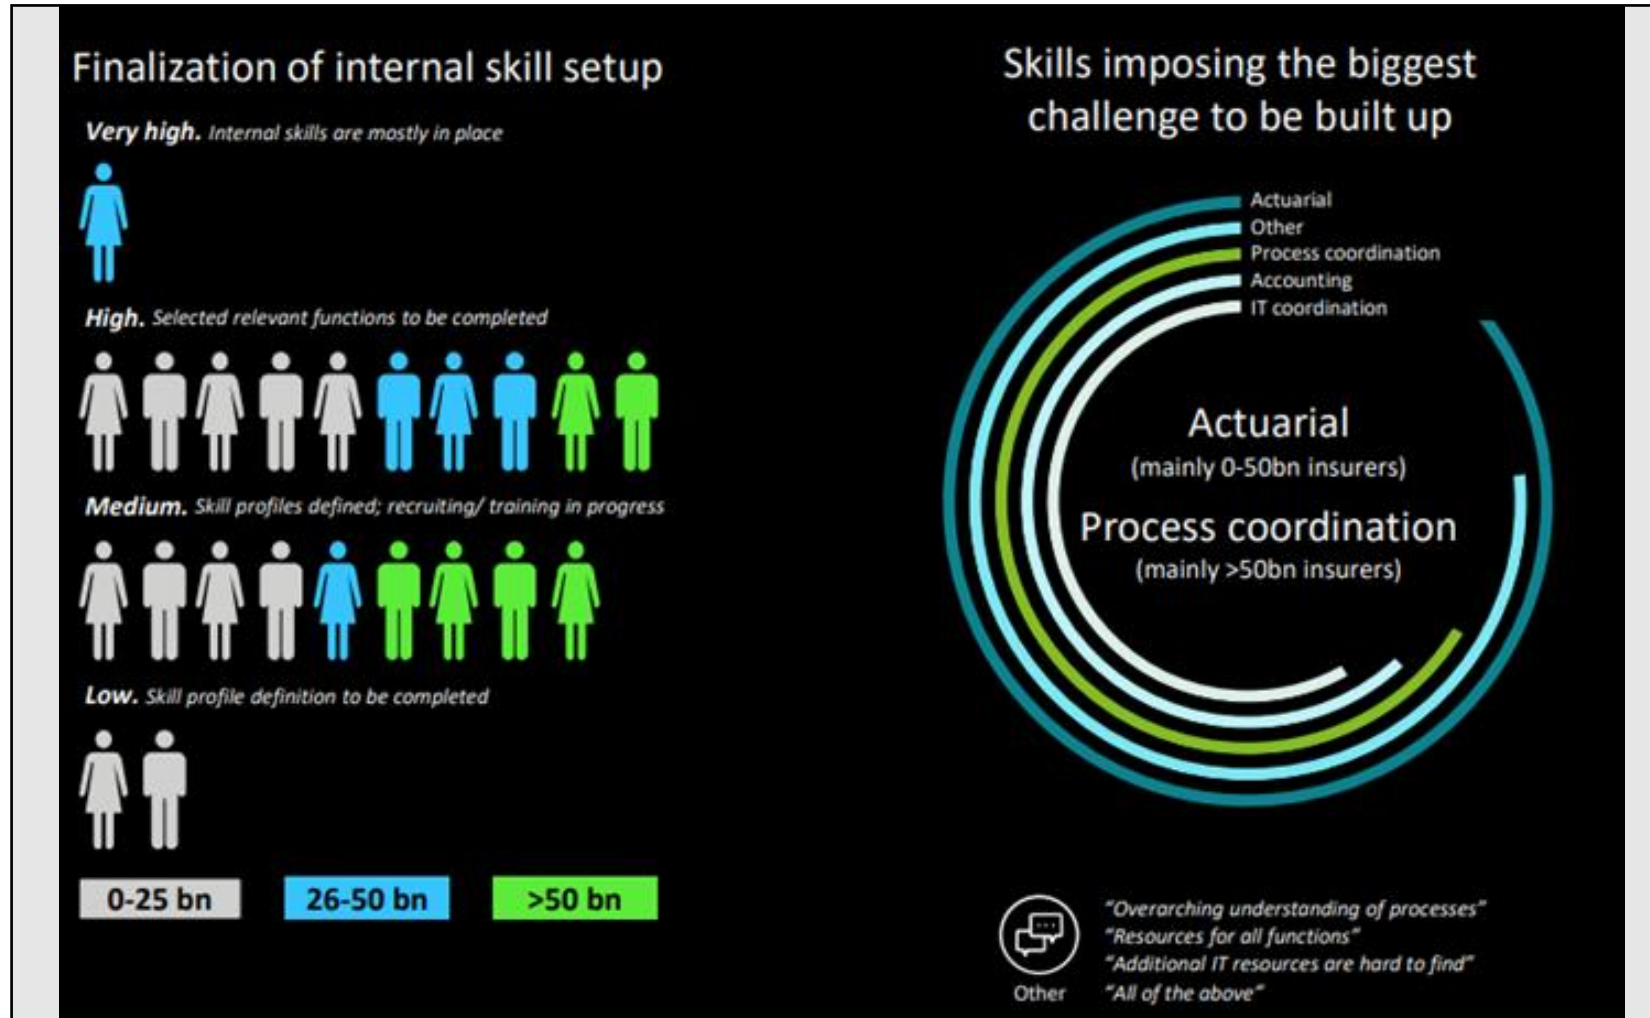 Finalization of internal skill setup
Very high. Internal skills are mostly in place
High. Selected relevant functions to be completed
Medium. Skill profiles defined; recruiting/ training in progress
Low. Skill profile definition to be completed
0-25 bn
26-50 bn
>50 bn
Skills imposing the biggest
challenge to be built up
Actuarial
Other
Process coordination
Accounting
IT coordination
Actuarial
(mainly 0-50bn insurers)
Process coordination
(mainly >50bn insurers)
Other
“Overarching understanding of processes”
“Resources for all functions”
“Additional IT resources are hard to find”
“All of the above”